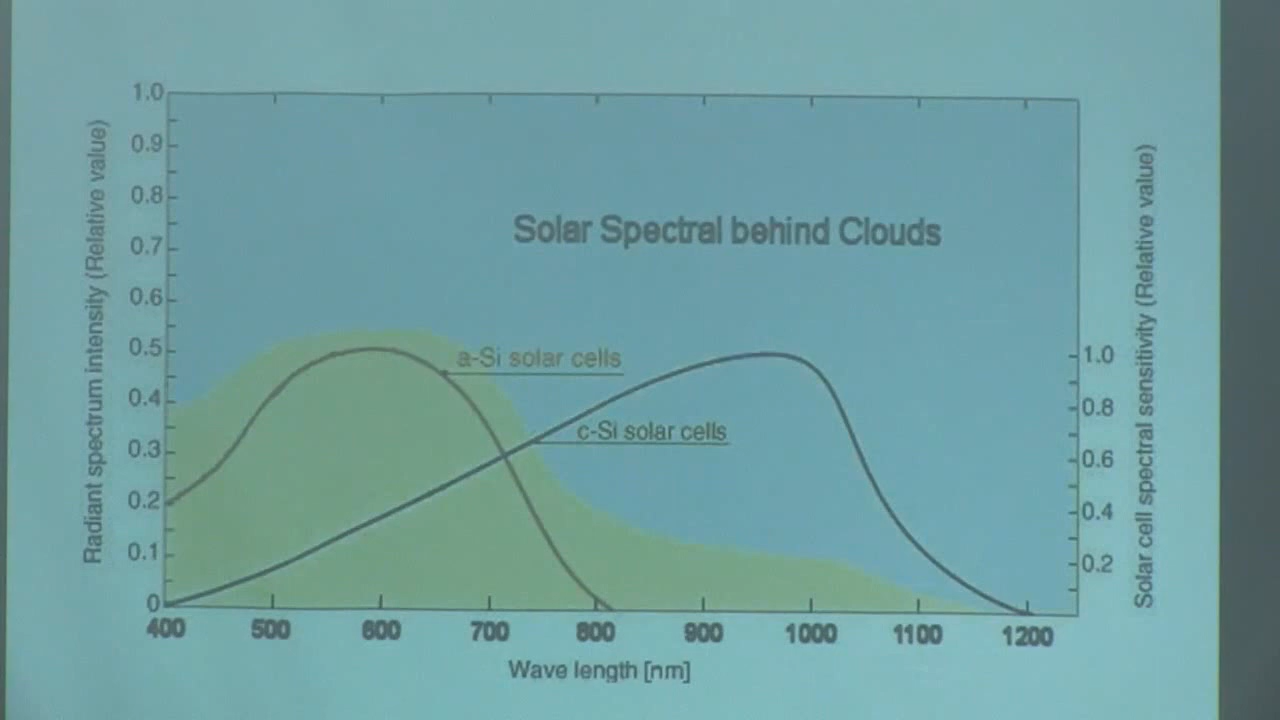 Solar Spectral behind Clouds
Radiant spectrum intensity (Relative value)
1.0
0.9
0.8
0.7
0.6
0.5
0.4
0.3
0.2
0.1
0
a-Si solar cells
c-Si solar cells
1.0
0.8
0.6
0.4
0.2
Solar cell spectral sensitivity (Relative value)
400 500 600 700 800 900 1000 1100 1200
Wave length [nm]